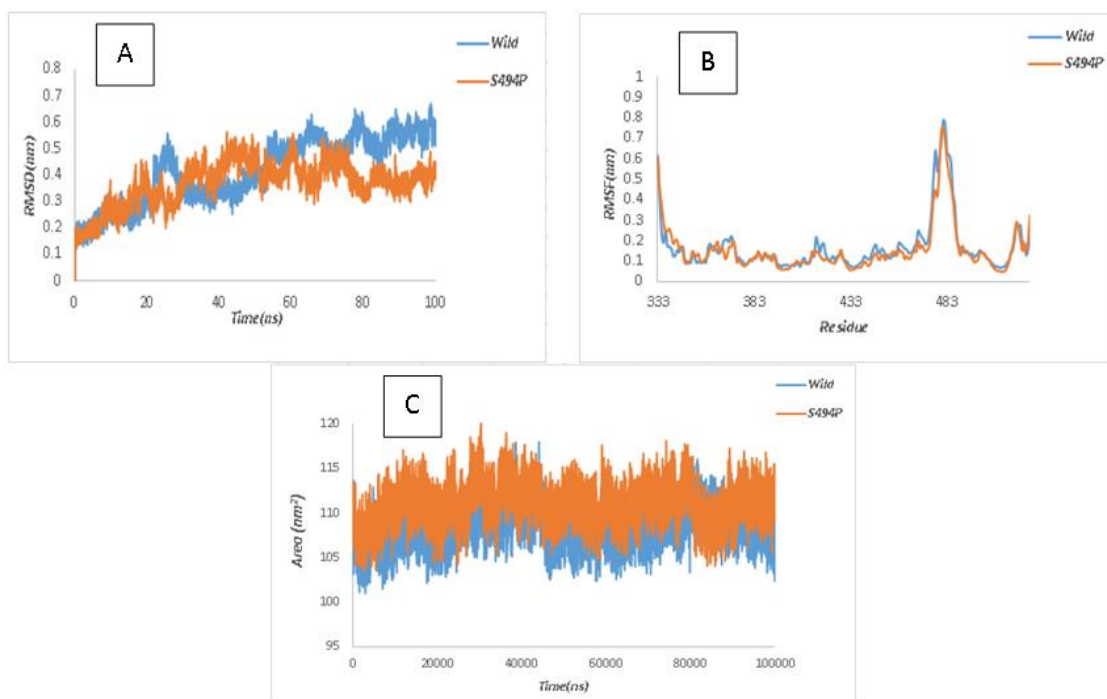 A
Wild
S494P
RMSD(nm)
0.8
0.7
0.6
0.5
0.4
0.3
0.2
0.1
0
0 20 40 60 80 100
Time(ns)
B
Wild
S494P
RMSF(nm)
1
0.9
0.8
0.7
0.6
0.5
0.4
0.3
0.2
0.1
0
333 383 433 483
Residue
C
Wild
S494P
Area (nm²)
120
115
110
105
100
95
0 20000 40000 60000 80000 100000
Time(ns)